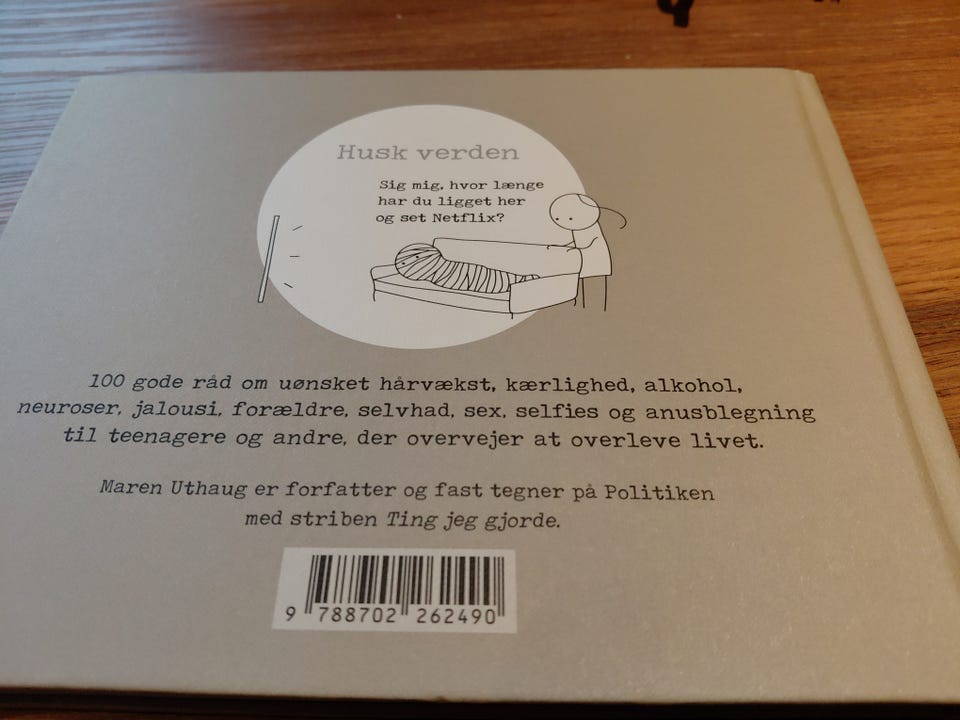 Husk verden
Sig mig, hvor længe
har du ligget her
og set Netflix?
100 gode råd om uønsket hårvækst, kærlighed, alkohol,
neuroser, jalousi, forældre, selvhad, sex, selfies og anusblegning
til teenagere og andre, der overvejer at overleve livet.
Maren Uthaug er forfatter og fast tegner på Politiken
med striben Ting jeg gjorde.
9 788702 262490